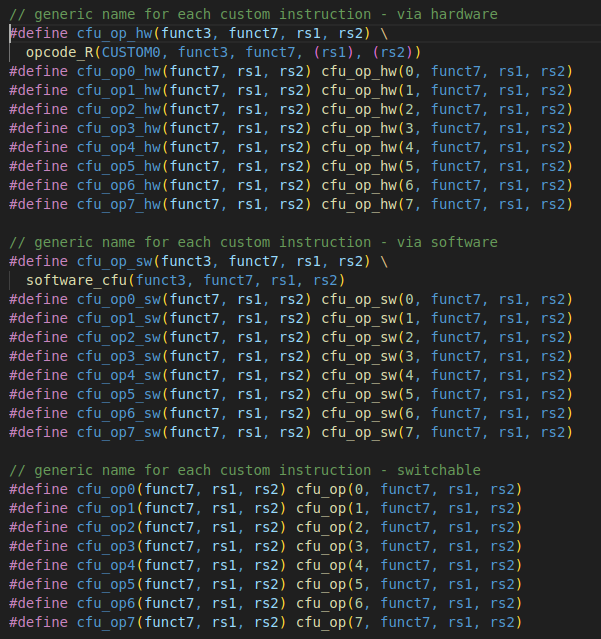 // generic name for each custom instruction - via hardware
#define cfu_op_hw(funct3, funct7, rs1, rs2) \
  opcode_R(CUSTOM0, funct3, funct7, (rs1), (rs2))
#define cfu_op0_hw(funct7, rs1, rs2) cfu_op_hw(0, funct7, rs1, rs2)
#define cfu_op1_hw(funct7, rs1, rs2) cfu_op_hw(1, funct7, rs1, rs2)
#define cfu_op2_hw(funct7, rs1, rs2) cfu_op_hw(2, funct7, rs1, rs2)
#define cfu_op3_hw(funct7, rs1, rs2) cfu_op_hw(3, funct7, rs1, rs2)
#define cfu_op4_hw(funct7, rs1, rs2) cfu_op_hw(4, funct7, rs1, rs2)
#define cfu_op5_hw(funct7, rs1, rs2) cfu_op_hw(5, funct7, rs1, rs2)
#define cfu_op6_hw(funct7, rs1, rs2) cfu_op_hw(6, funct7, rs1, rs2)
#define cfu_op7_hw(funct7, rs1, rs2) cfu_op_hw(7, funct7, rs1, rs2)

// generic name for each custom instruction - via software
#define cfu_op_sw(funct3, funct7, rs1, rs2) \
  software_cfu(funct3, funct7, rs1, rs2)
#define cfu_op0_sw(funct7, rs1, rs2) cfu_op_sw(0, funct7, rs1, rs2)
#define cfu_op1_sw(funct7, rs1, rs2) cfu_op_sw(1, funct7, rs1, rs2)
#define cfu_op2_sw(funct7, rs1, rs2) cfu_op_sw(2, funct7, rs1, rs2)
#define cfu_op3_sw(funct7, rs1, rs2) cfu_op_sw(3, funct7, rs1, rs2)
#define cfu_op4_sw(funct7, rs1, rs2) cfu_op_sw(4, funct7, rs1, rs2)
#define cfu_op5_sw(funct7, rs1, rs2) cfu_op_sw(5, funct7, rs1, rs2)
#define cfu_op6_sw(funct7, rs1, rs2) cfu_op_sw(6, funct7, rs1, rs2)
#define cfu_op7_sw(funct7, rs1, rs2) cfu_op_sw(7, funct7, rs1, rs2)

// generic name for each custom instruction - switchable
#define cfu_op0(funct7, rs1, rs2) cfu_op(0, funct7, rs1, rs2)
#define cfu_op1(funct7, rs1, rs2) cfu_op(1, funct7, rs1, rs2)
#define cfu_op2(funct7, rs1, rs2) cfu_op(2, funct7, rs1, rs2)
#define cfu_op3(funct7, rs1, rs2) cfu_op(3, funct7, rs1, rs2)
#define cfu_op4(funct7, rs1, rs2) cfu_op(4, funct7, rs1, rs2)
#define cfu_op5(funct7, rs1, rs2) cfu_op(5, funct7, rs1, rs2)
#define cfu_op6(funct7, rs1, rs2) cfu_op(6, funct7, rs1, rs2)
#define cfu_op7(funct7, rs1, rs2) cfu_op(7, funct7, rs1, rs2)